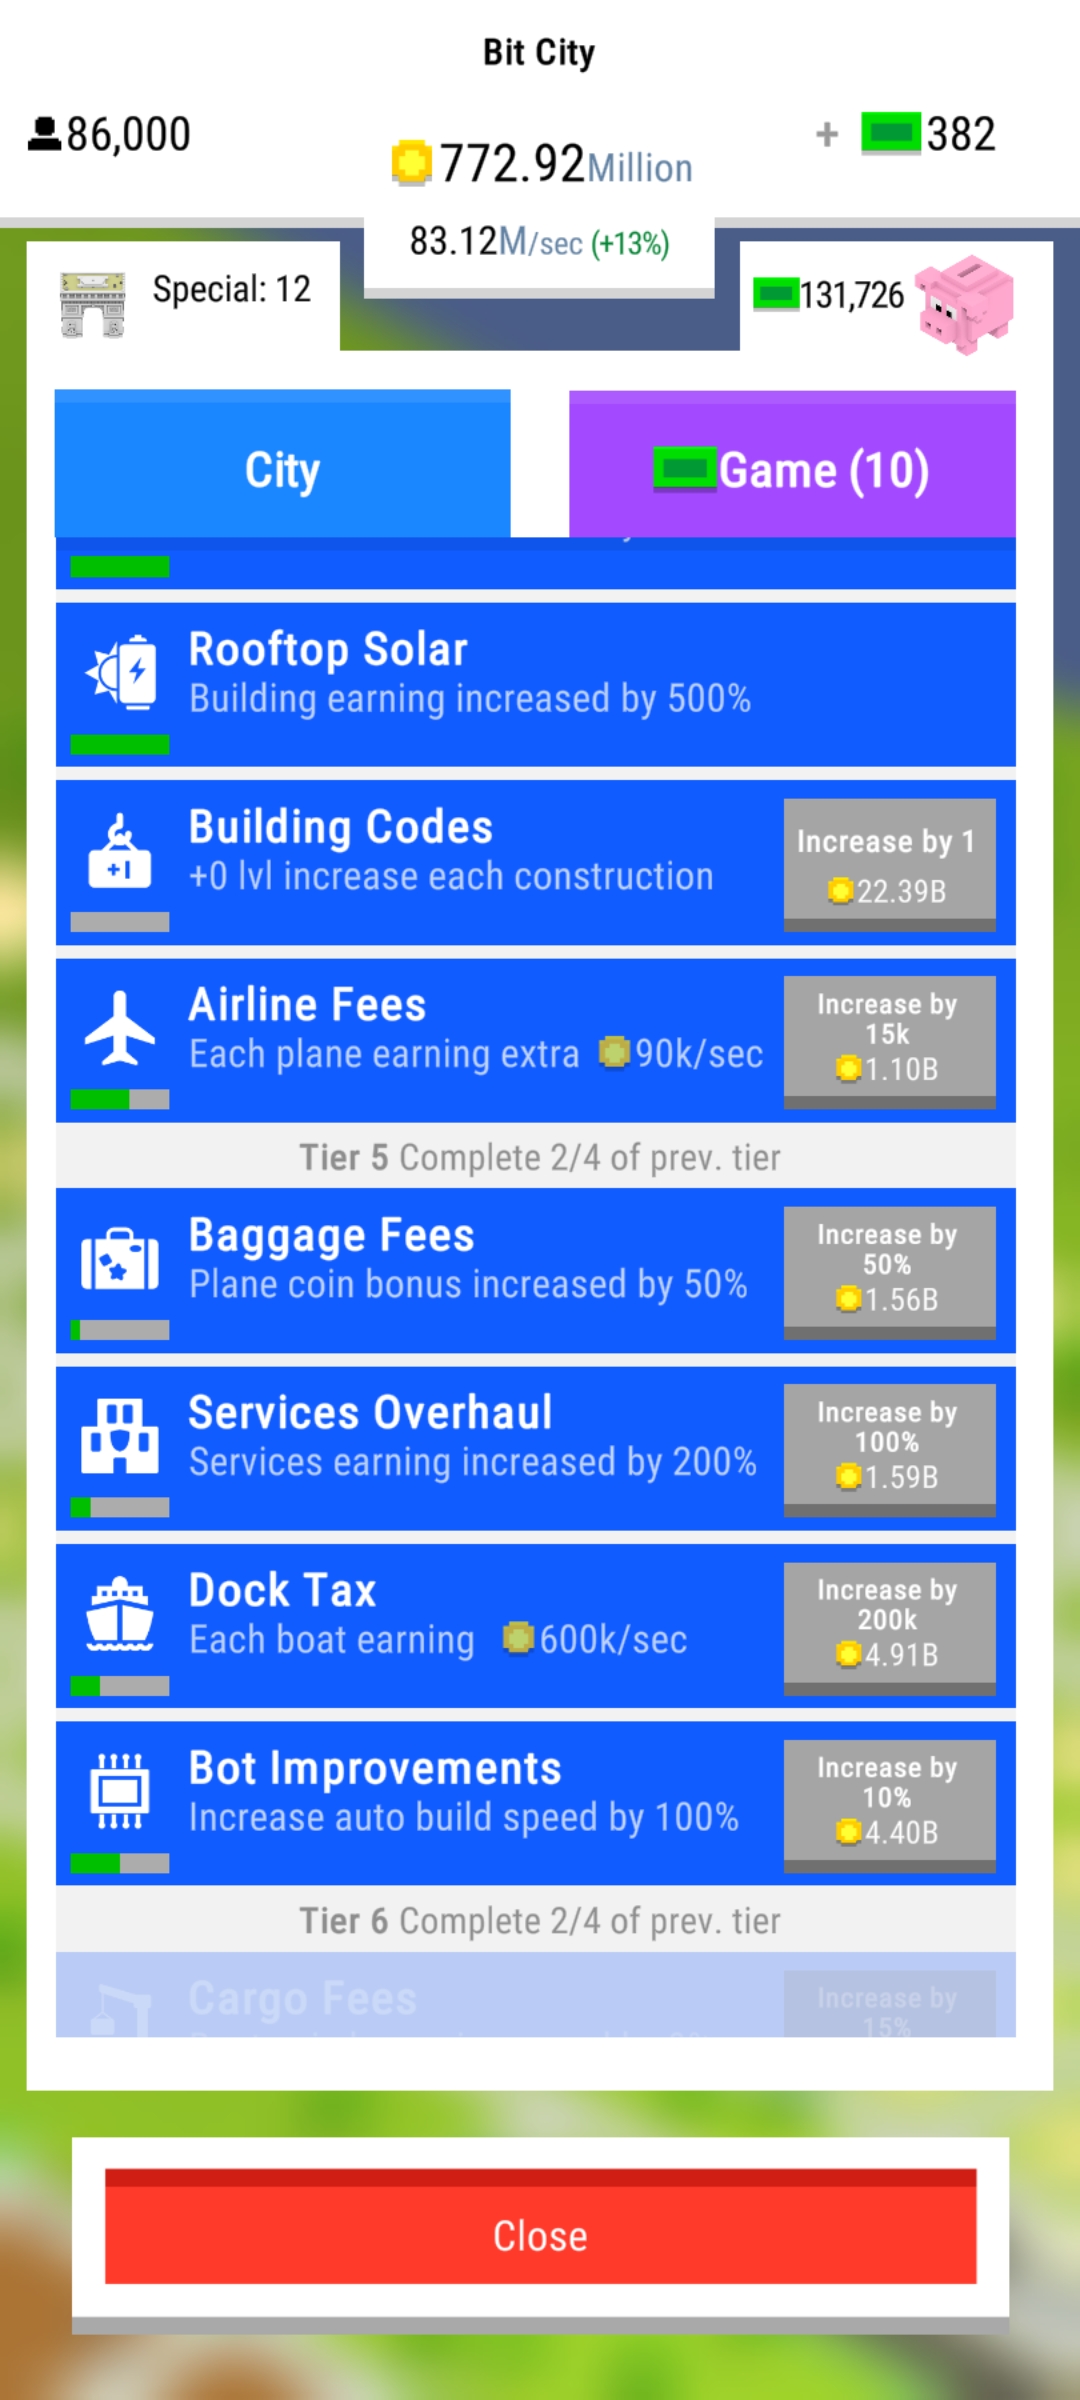 Bit City
86,000
772.92Million
+ 382
83.12M/sec (+13%)
Special: 12
131,726
City
Game (10)
Rooftop Solar
Building earning increased by 500%
Building Codes
+0 lvl increase each construction
+1
Increase by 1
22.39B
Airline Fees
Each plane earning extra 90k/sec
Increase by
15k
1.10B
Tier 5 Complete 2/4 of prev. tier
Baggage Fees
Plane coin bonus increased by 50%
Increase by
50%
1.56B
Services Overhaul
Services earning increased by 200%
Increase by
100%
1.59B
Dock Tax
Each boat earning 600k/sec
Increase by
200k
4.91B
Bot Improvements
Increase auto build speed by 100%
Increase by
10%
4.40B
Tier 6 Complete 2/4 of prev. tier
Cargo Fees
Increase by
15%
Close